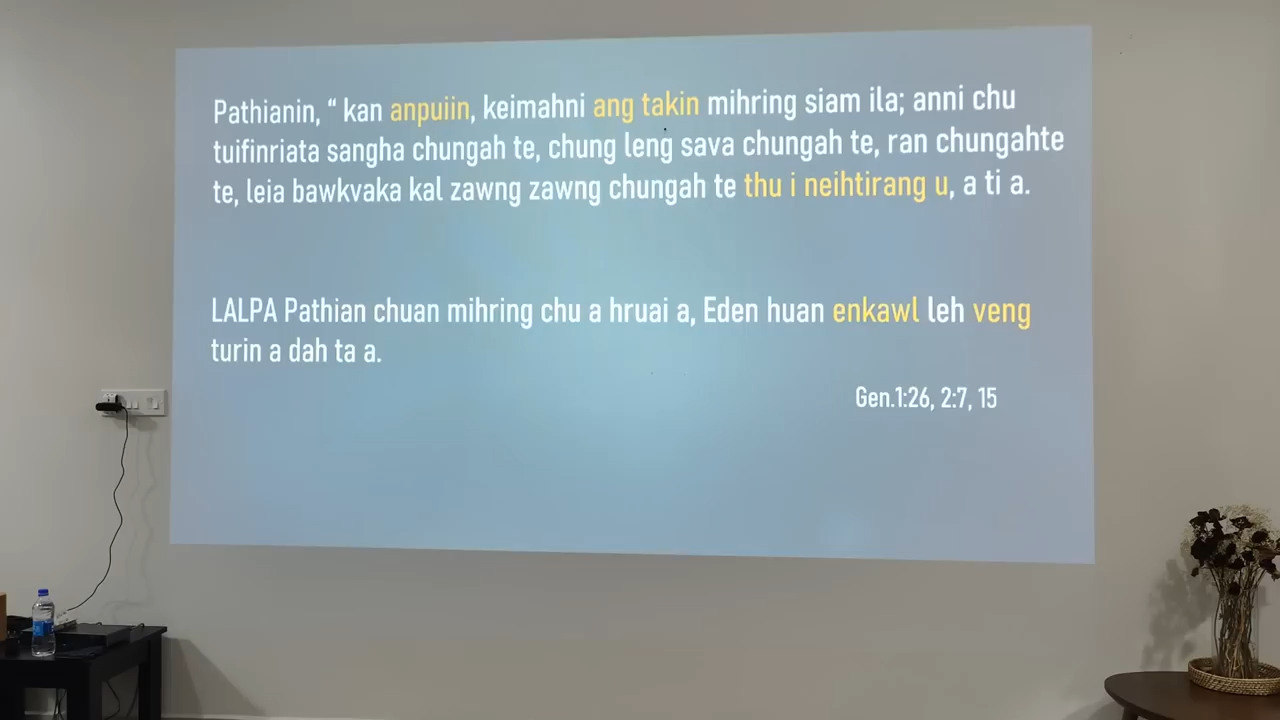 Pathianin, “ kan anpuiin, keimahni ang takin mihring siam ila; anni chu
tuifinriata sangha chungah te, chung leng sava chungah te, ran chungahte
te, leia bawkvaka kal zawng zawng chungah te thu i neihtirang u, a ti a.
LALPA Pathian chuan mihring chu a hruai a, Eden huan enkawl leh veng
turin a dah ta a.
Gen.1:26, 2:7, 15